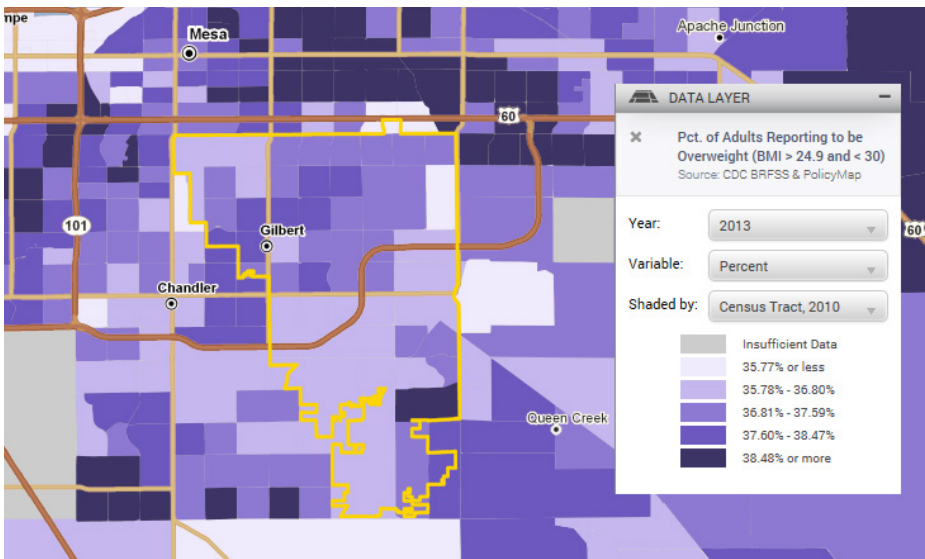 mpe
Mesa
Apache Junction
60
DATA LAYER
Pct. of Adults Reporting to be
Overweight (BMI > 24.9 and < 30)
Source: CDC BRFSS & PolicyMap
101
Gilbert
60
Year:
2013
Variable:
Percent
Chandler
Shaded by:
Census Tract, 2010
Insufficient Data
35.77% or less
35.78% - 36.80%
36.81% - 37.59%
Queen Creek
37.60% - 38.47%
38.48% or more